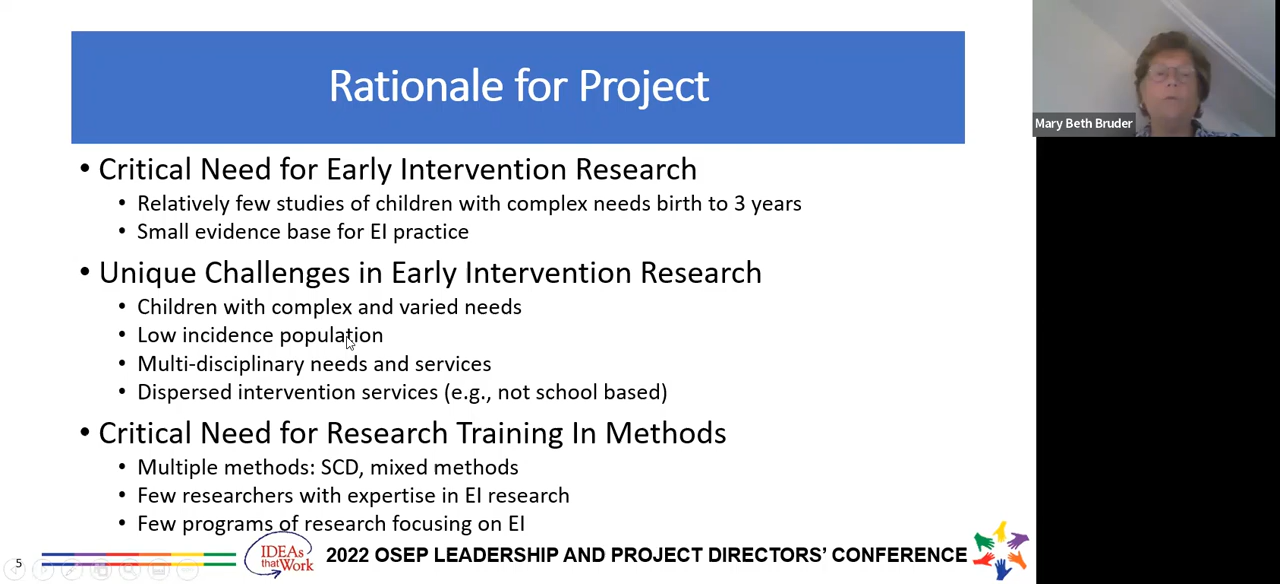 Rationale for Project
Mary Beth Bruder
• Critical Need for Early Intervention Research
• Relatively few studies of children with complex needs birth to 3 years
• Small evidence base for EI practice
• Unique Challenges in Early Intervention Research
• Children with complex and varied needs
• Low incidence population
• Multi-disciplinary needs and services
• Dispersed intervention services (e.g., not school based)
• Critical Need for Research Training In Methods
• Multiple methods: SCD, mixed methods
• Few researchers with expertise in EI research
• Few programs of research focusing on EI
5
IDEAs
that Work
2022 OSEP LEADERSHIP AND PROJECT DIRECTORS’ CONFERENCE